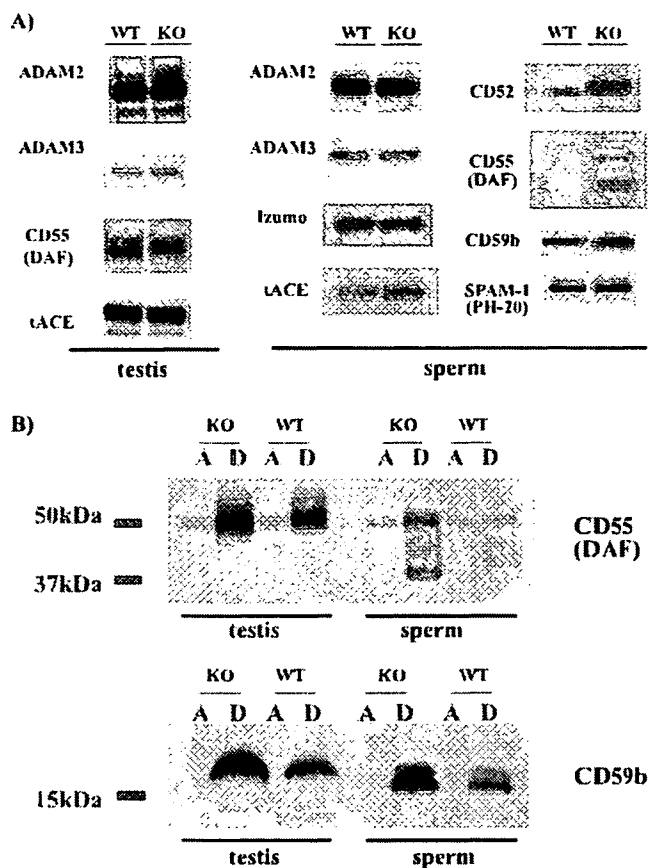 A)
WT KO
ADAM2
ADAM3
CD55
(DAF)
tACE
testis
WT KO
ADAM2
ADAM3
Izumo
tACE
WT KO
CD52
CD55
(DAF)
CD59b
SPAM-1
(PH-20)
sperm
B)
KO WT KO WT
A D A D A D A D
50kDa
37kDa
CD55
(DAF)
testis sperm
KO WT KO WT
A D A D A D A D
15kDa
CD59b
testis sperm